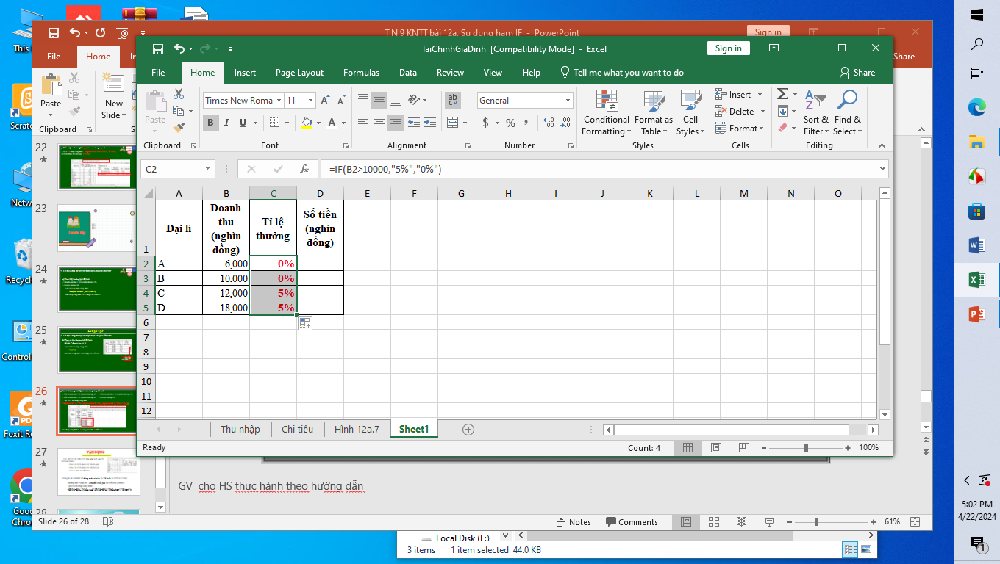 This
Scratc
Netw
Recycl
Control
Foxit Re
Goog
Chro
TIN 9 KNTT bài 12a. Su dung ham IF - PowerPoint
Sign in
File
Home
In
Share
Paste
New
Slide
Clipboard
S
22
23
24
25
26
27
28
TaiChinhGiaDinh [Compatibility Mode] - Excel
Sign in
File
Home
Insert
Page Layout
Formulas
Data
Review
View
Help
Tell me what you want to do
Share
Paste
Times New Roma
11
B I U
ab
General
$ % ,
Conditional
Formatting
Format as
Table
Cell
Styles
Insert
Delete
Format
Sort &
Filter
Find &
Select
Clipboard
Font
Alignment
Number
Styles
Cells
Editing
C2
fx
=IF(B2>10000,"5%","0%")
A B C D E F G H I J K L M N O
1 Đại lí
Doanh
thu
(nghìn
đồng)
Tỉ lệ
thưởng
Số tiền
(nghìn
đồng)
2 A 6,000 0%
3 B 10,000 0%
4 C 12,000 5%
5 D 18,000 5%
6
7
8
9
10
11
12
Thu nhập
Chi tiêu
Hình 12a.7
Sheet1
Ready
Count: 4
100%
GV cho HS thực hành theo hướng dẫn
Slide 26 of 28
Notes
Comments
61%
Local Disk (E:)
3 items
1 item selected 44.0 KB
5:02 PM
4/22/2024
1